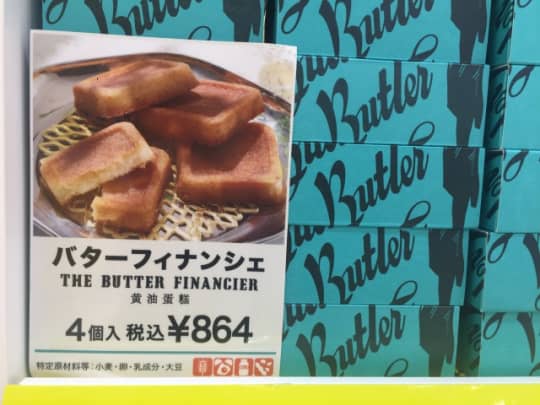 バターフィナンシェ
THE BUTTER FINANCIER
黄油蛋糕
4個入 税込 ¥864
特定原材料等:小麦・卵・乳成分・大豆
Butler
Butler
Butler
Butler
Butler